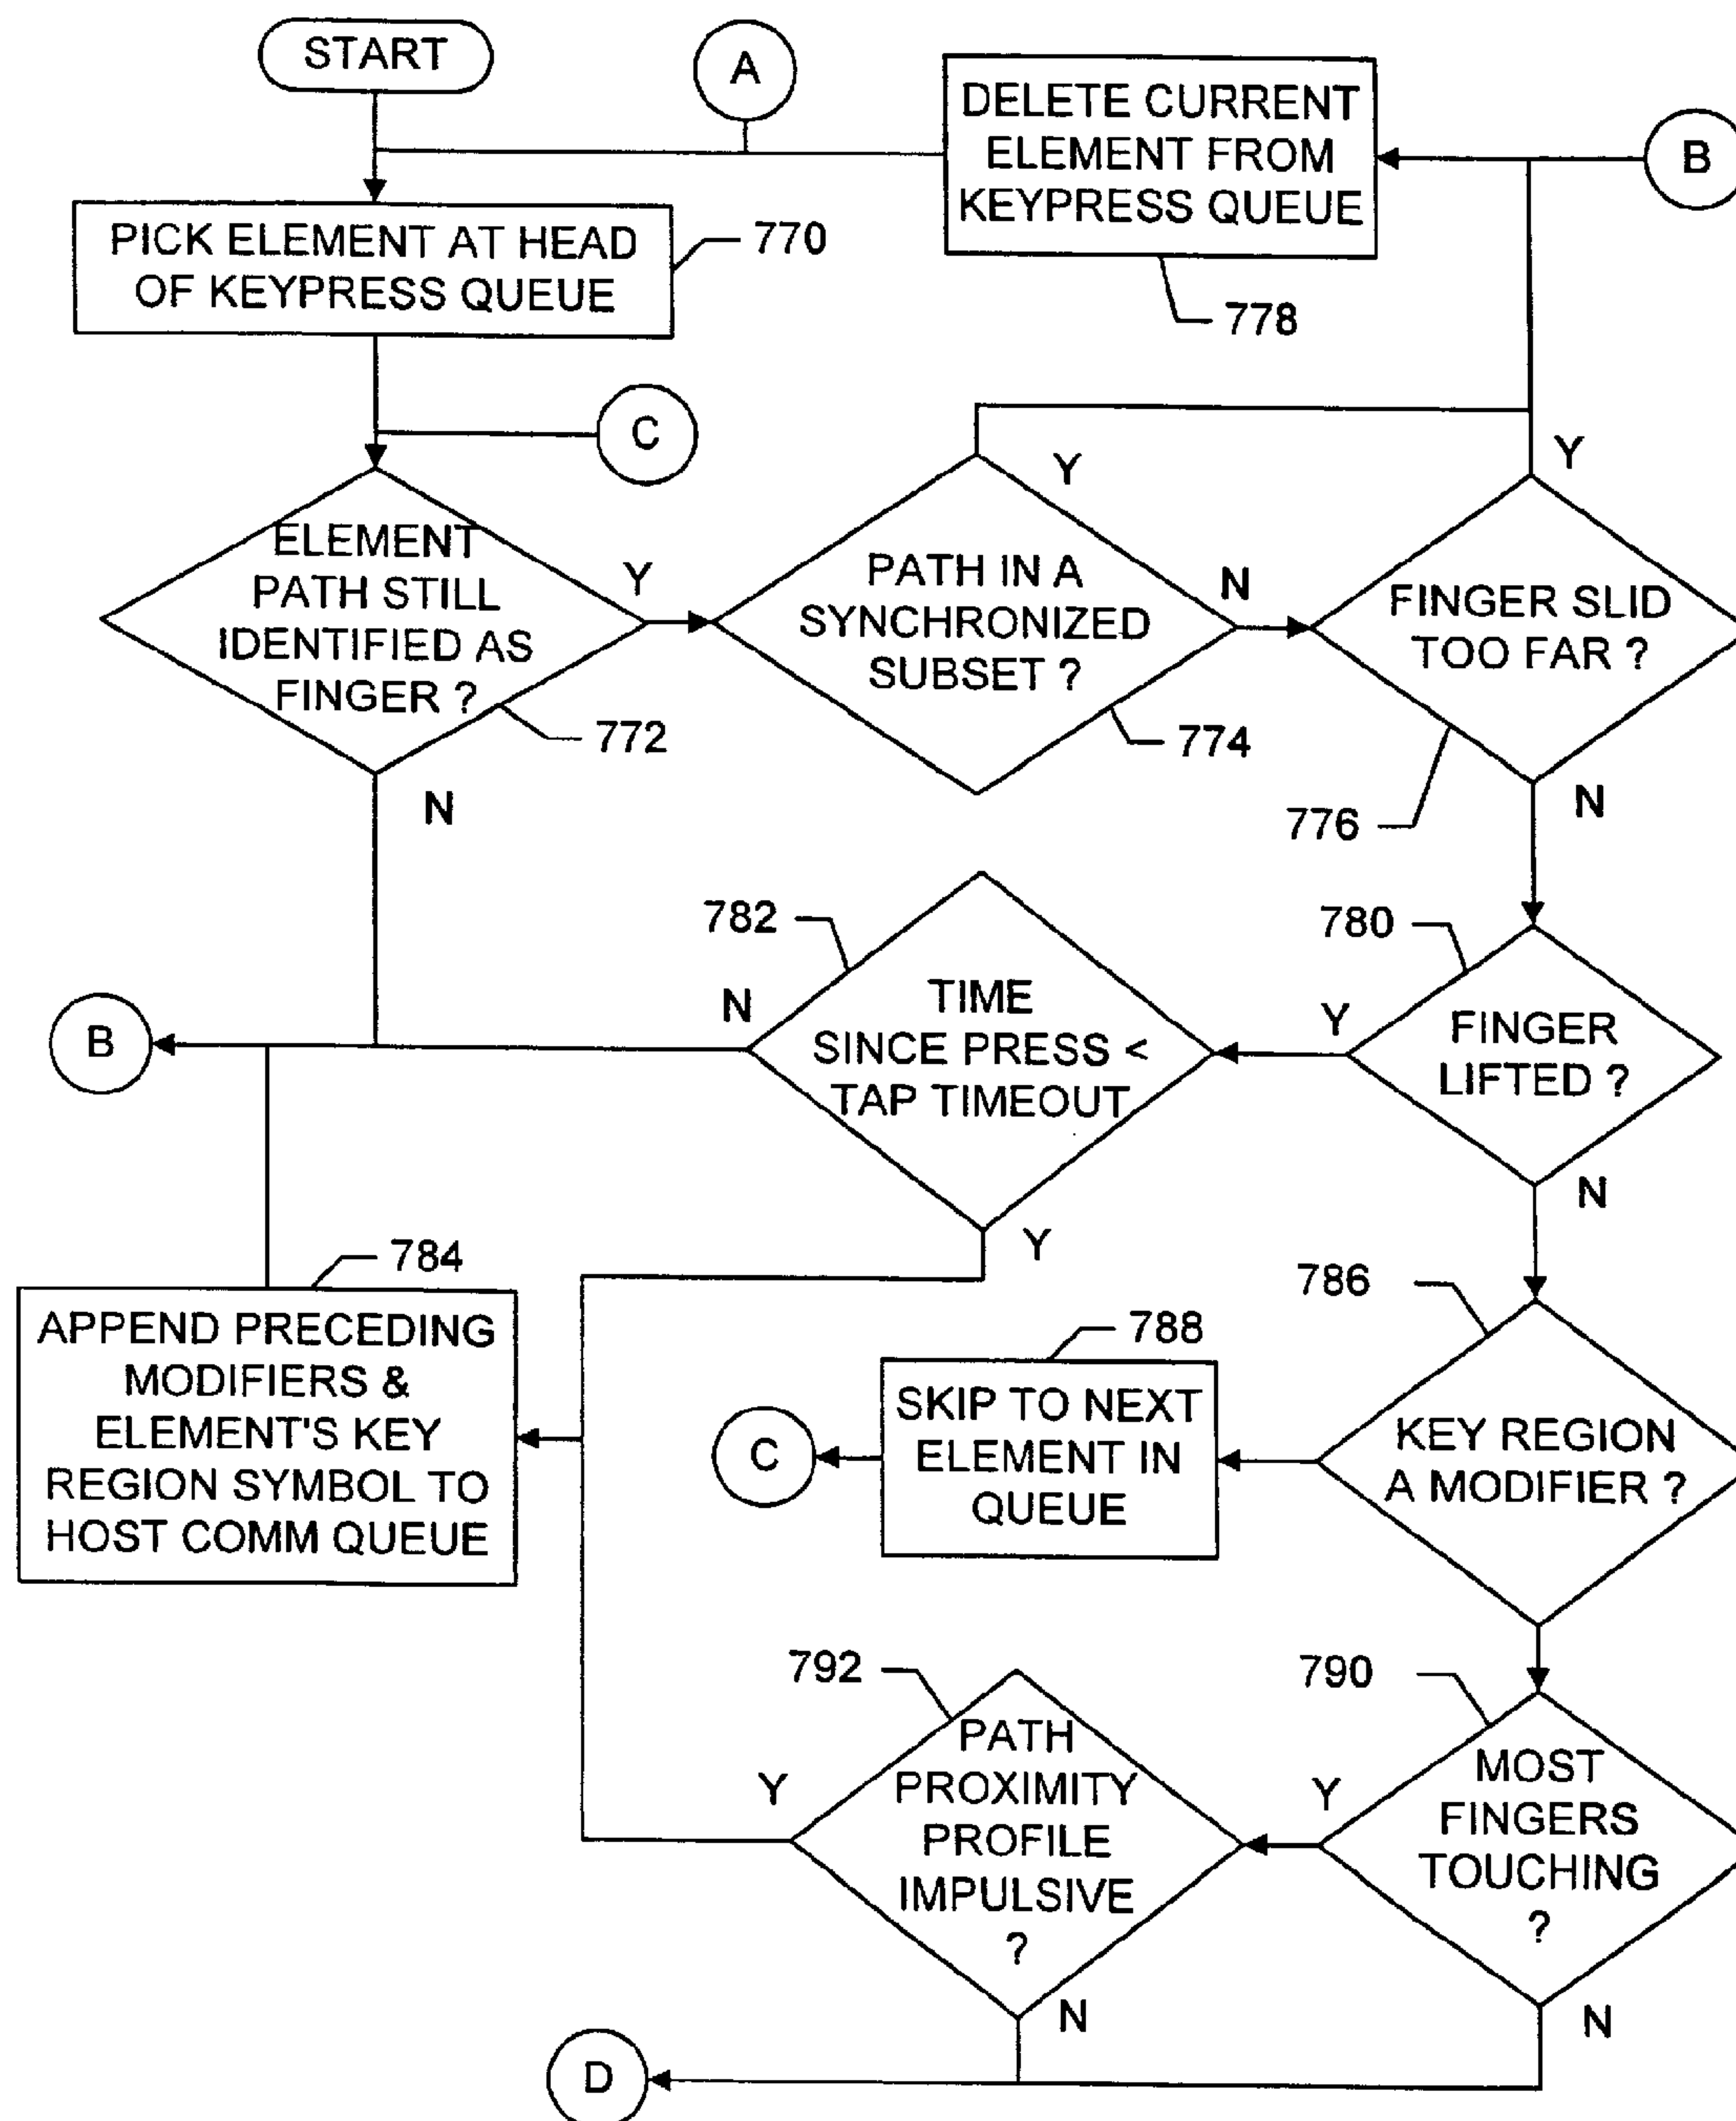 START
A
DELETE CURRENT
ELEMENT FROM
KEYPRESS QUEUE
B
PICK ELEMENT AT HEAD
OF KEYPRESS QUEUE
770
778
C
ELEMENT
PATH STILL
IDENTIFIED AS
FINGER ?
Y
772
N
PATH IN A
SYNCHRONIZED
SUBSET ?
Y
N
774
FINGER SLID
TOO FAR ?
Y
776
N
782
TIME
SINCE PRESS <
TAP TIMEOUT
N
Y
780
FINGER
LIFTED ?
Y
N
B
784
APPEND PRECEDING
MODIFIERS &
ELEMENT'S KEY
REGION SYMBOL TO
HOST COMM QUEUE
786
KEY REGION
A MODIFIER ?
788
SKIP TO NEXT
ELEMENT IN
QUEUE
C
792
PATH
PROXIMITY
PROFILE
IMPULSIVE
?
Y
N
790
MOST
FINGERS
TOUCHING
?
Y
N
D